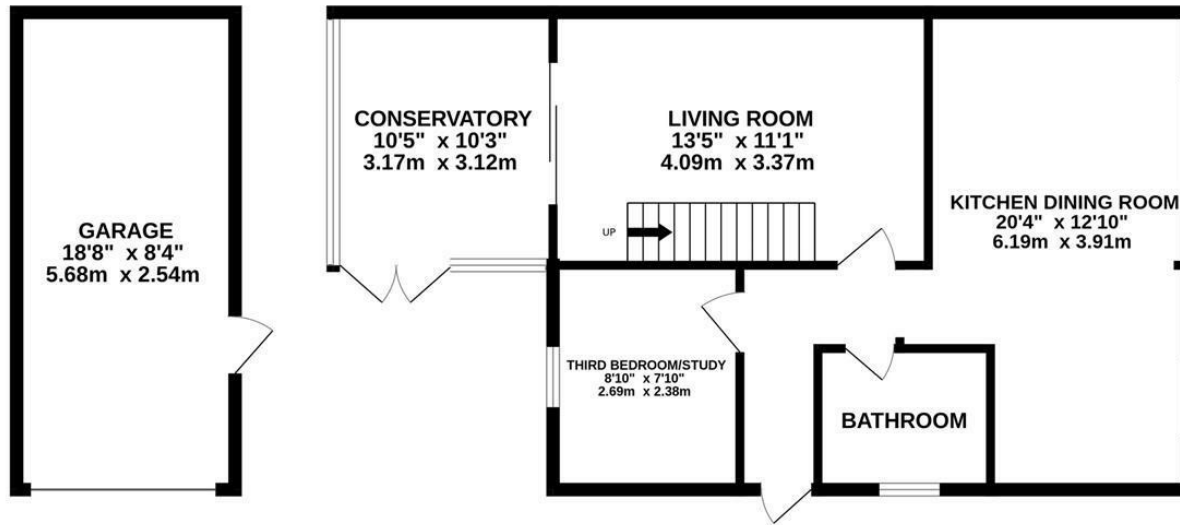 GARAGE
18'8" x 8'4"
5.68m x 2.54m
CONSERVATORY
10'5" x 10'3"
3.17m x 3.12m
LIVING ROOM
13'5" x 11'1"
4.09m x 3.37m
UP
KITCHEN DINING ROOM
20'4" x 12'10"
6.19m x 3.91m
THIRD BEDROOM/STUDY
8'10" x 7'10"
2.69m x 2.38m
BATHROOM